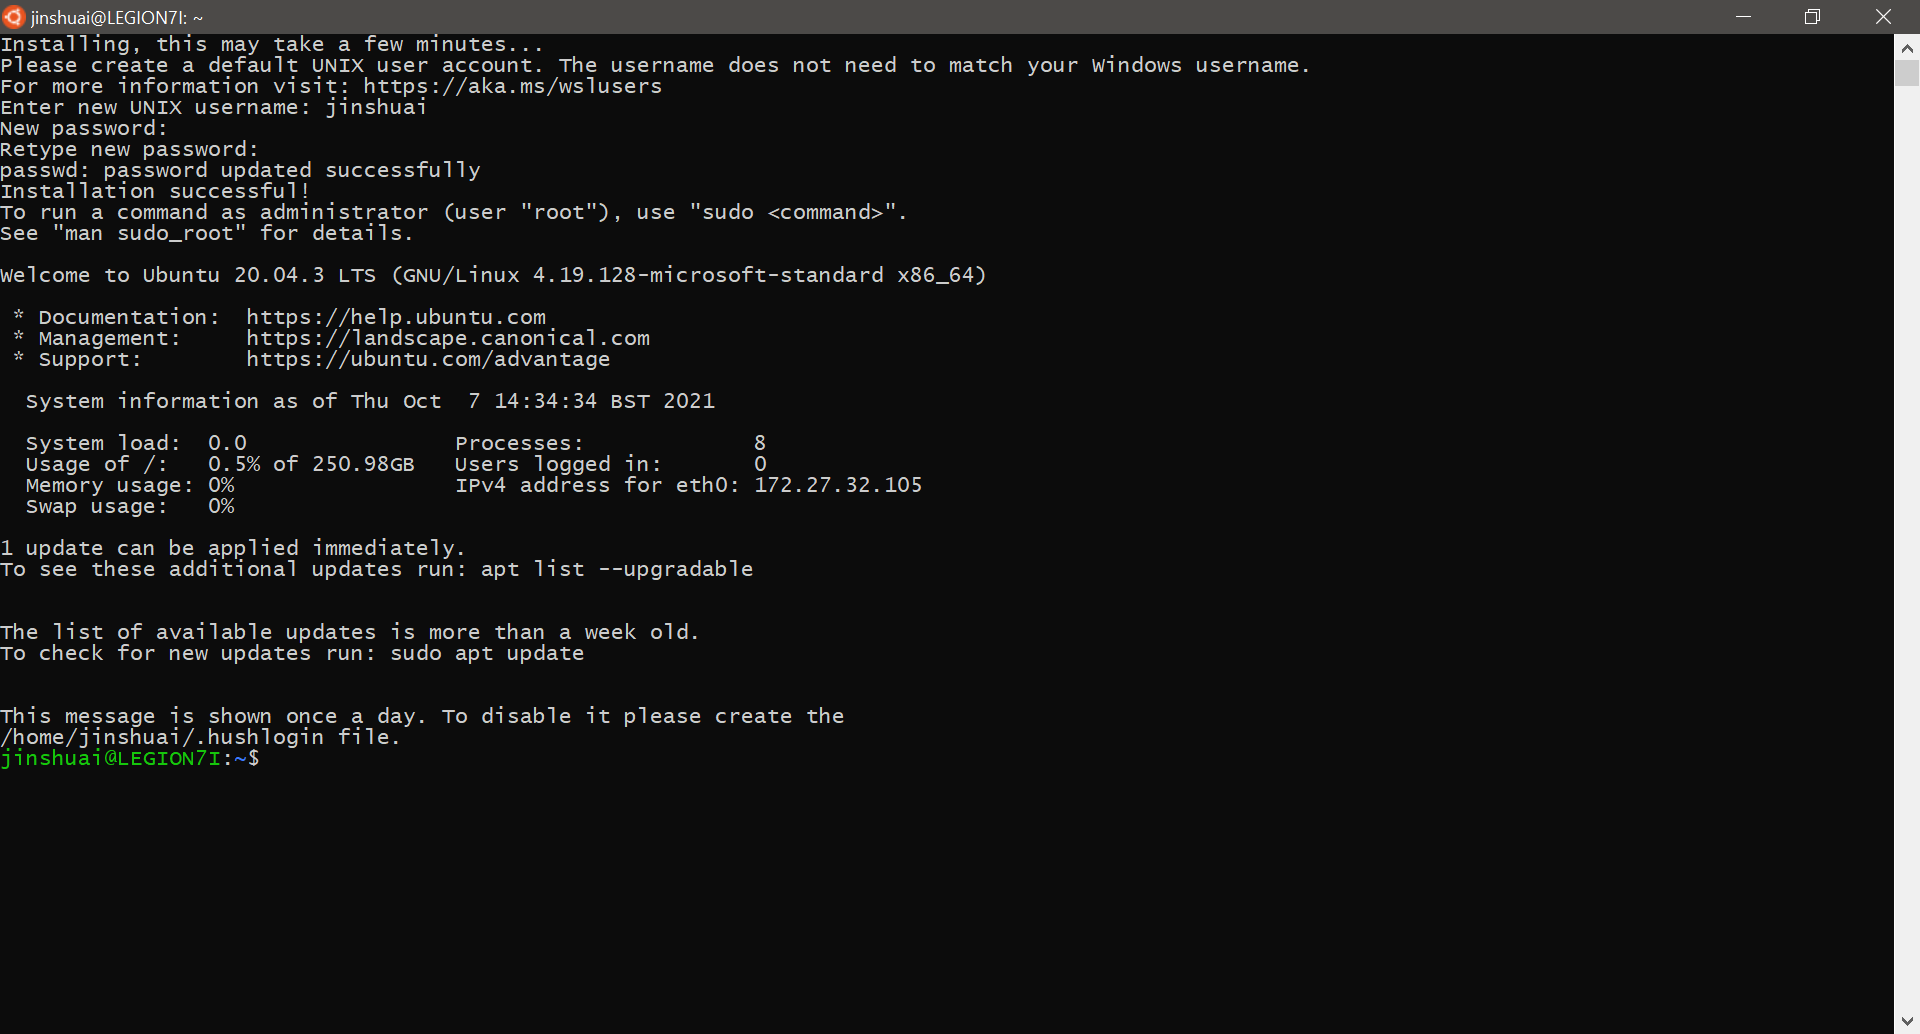 jinshuai@LEGION7I: ~
Installing, this may take a few minutes...
Please create a default UNIX user account. The username does not need to match your Windows username.
For more information visit: https://aka.ms/wslusers
Enter new UNIX username: jinshuai
New password:
Retype new password:
passwd: password updated successfully
Installation successful!
To run a command as administrator (user "root"), use "sudo <command>".
See "man sudo_root" for details.

Welcome to Ubuntu 20.04.3 LTS (GNU/Linux 4.19.128-microsoft-standard x86_64)

 * Documentation:  https://help.ubuntu.com
 * Management:     https://landscape.canonical.com
 * Support:        https://ubuntu.com/advantage

  System information as of Thu Oct  7 14:34:34 BST 2021

  System load:  0.0                Processes:             8
  Usage of /:   0.5% of 250.98GB   Users logged in:       0
  Memory usage: 0%                 IPv4 address for eth0: 172.27.32.105
  Swap usage:   0%

1 update can be applied immediately.
To see these additional updates run: apt list --upgradable


The list of available updates is more than a week old.
To check for new updates run: sudo apt update


This message is shown once a day. To disable it please create the
/home/jinshuai/.hushlogin file.
jinshuai@LEGION7I:~$